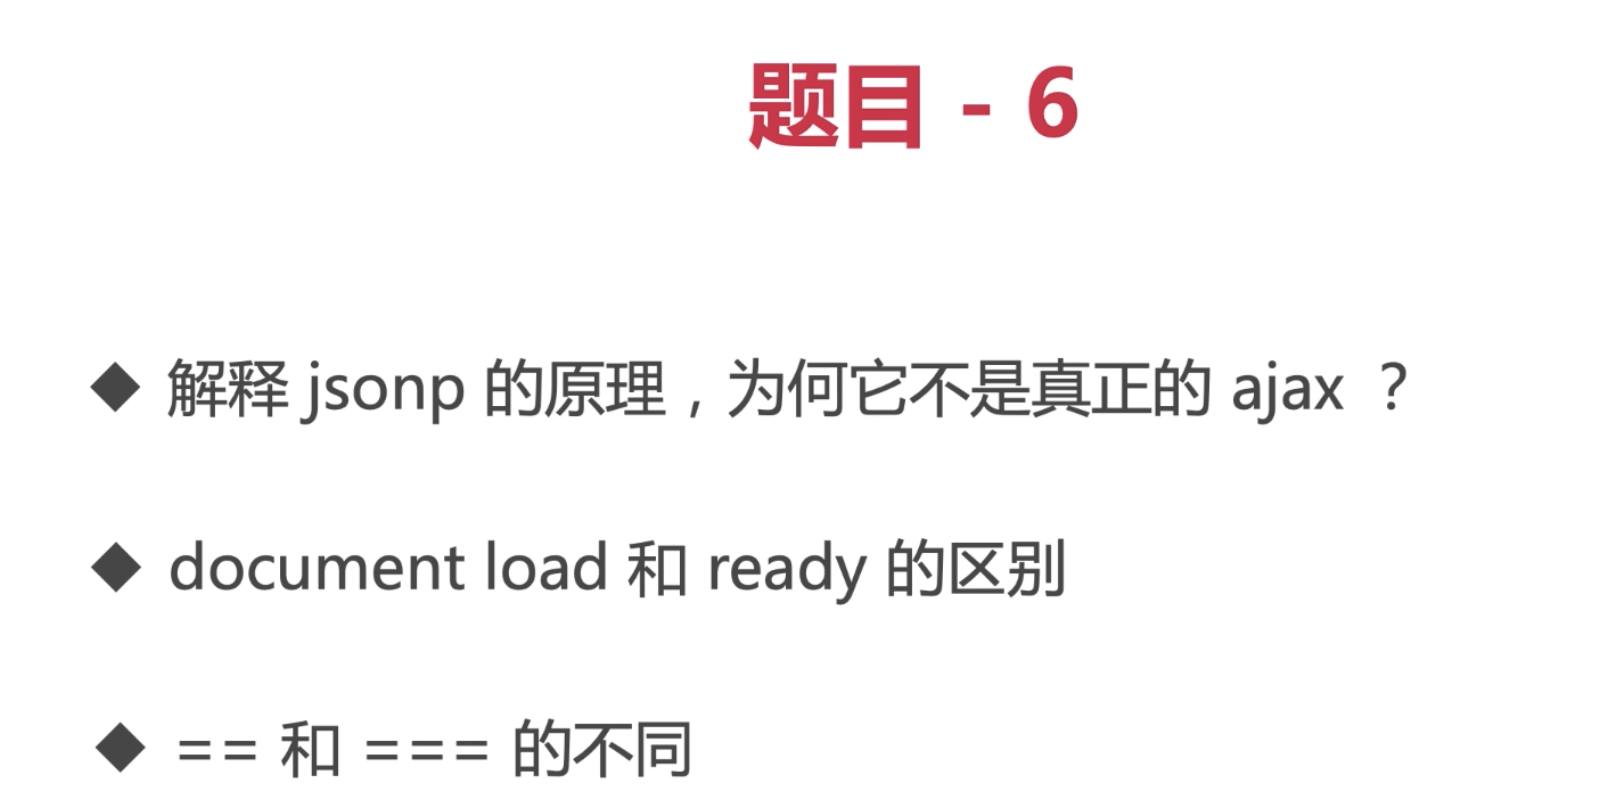 题目 - 6
◆ 解释 jsonp 的原理，为何它不是真正的 ajax ？
◆ document load 和 ready 的区别
◆ == 和 === 的不同